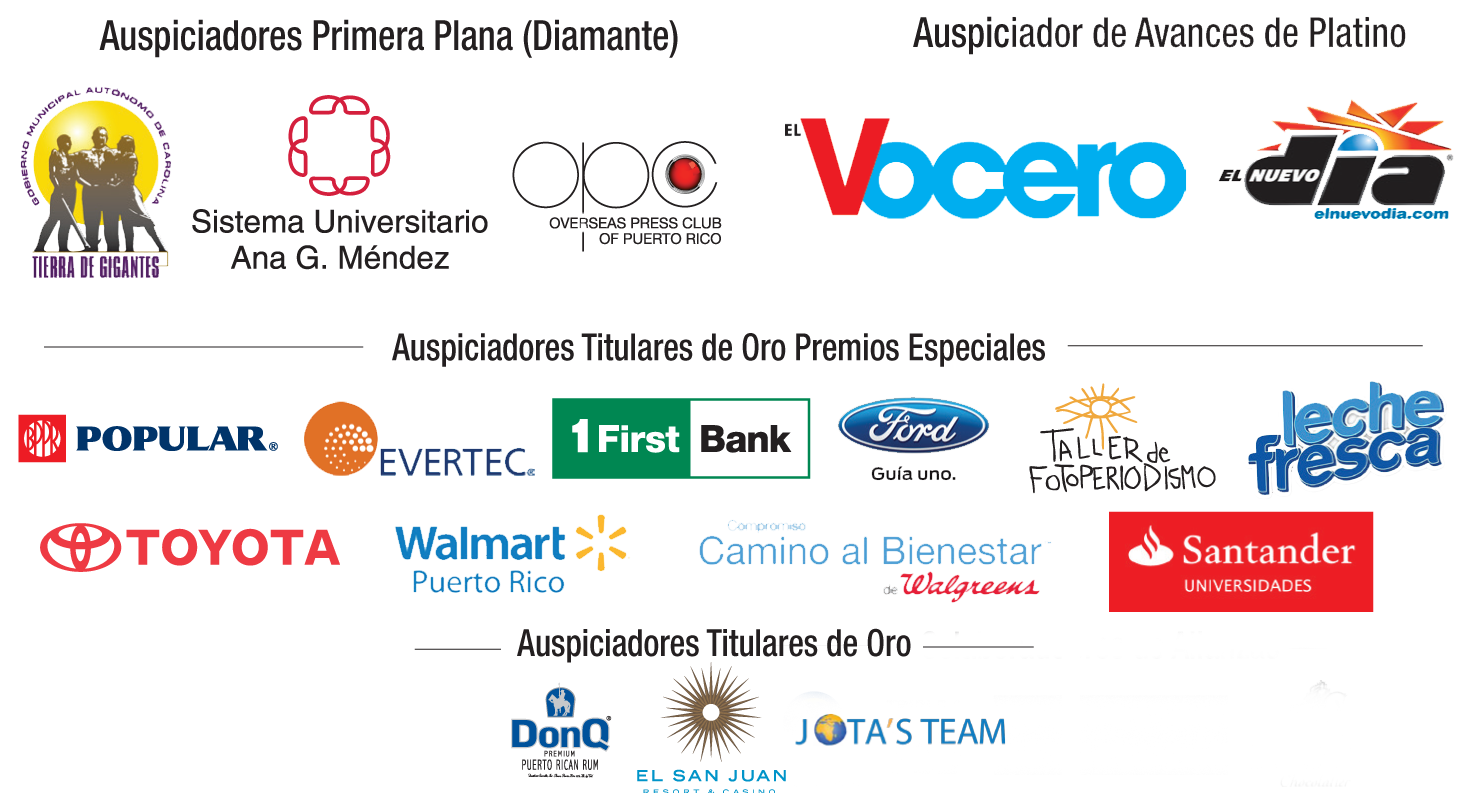 Auspiciadores Primera Plana (Diamante)
Auspiciador de Avances de Platino
GOBIERNO MUNICIPAL AUTÓNOMO DE CAROLINA
TIERRA DE GIGANTES
Sistema Universitario
Ana G. Méndez
opc
OVERSEAS PRESS CLUB
OF PUERTO RICO
EL Vocero
EL NUEVO día®
elnuevodia.com
Auspiciadores Titulares de Oro Premios Especiales
BPPR POPULAR®
EVERTEC
1 First Bank
Ford
Guía uno.
TALLER de
FOTOPERIODISMO
leche
fresca
TOYOTA
Walmart
Puerto Rico
Compromiso
Camino al Bienestar
de Walgreens
Santander
UNIVERSIDADES
Auspiciadores Titulares de Oro
DonQ®
PREMIUM
PUERTO RICAN RUM
EL SAN JUAN
RESORT & CASINO
JOTA'S TEAM